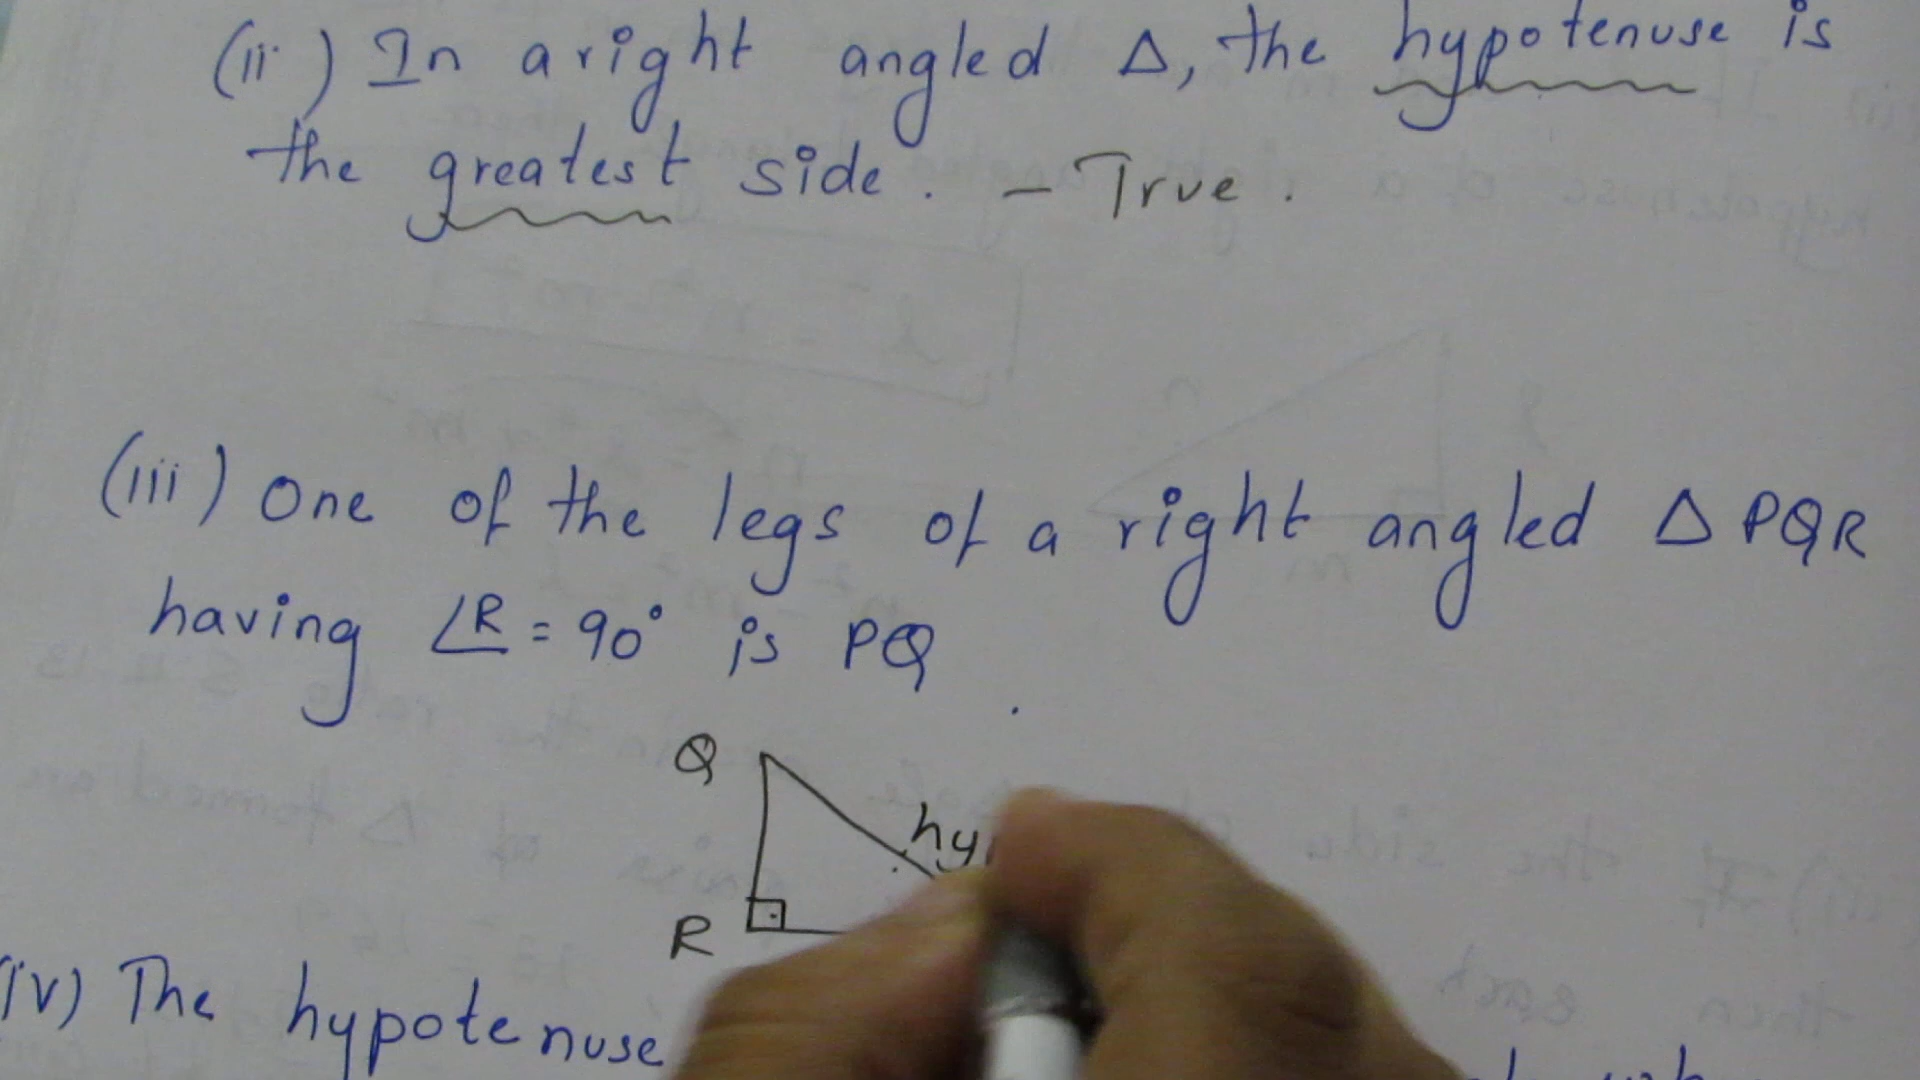 (ii) In a right angled Δ, the hypotenuse is
the greatest side. - True.
(iii) One of the legs of a right angled Δ PQR
having ∠R = 90° is PQ.
Q
hy
R
(iv) The hypotenuse